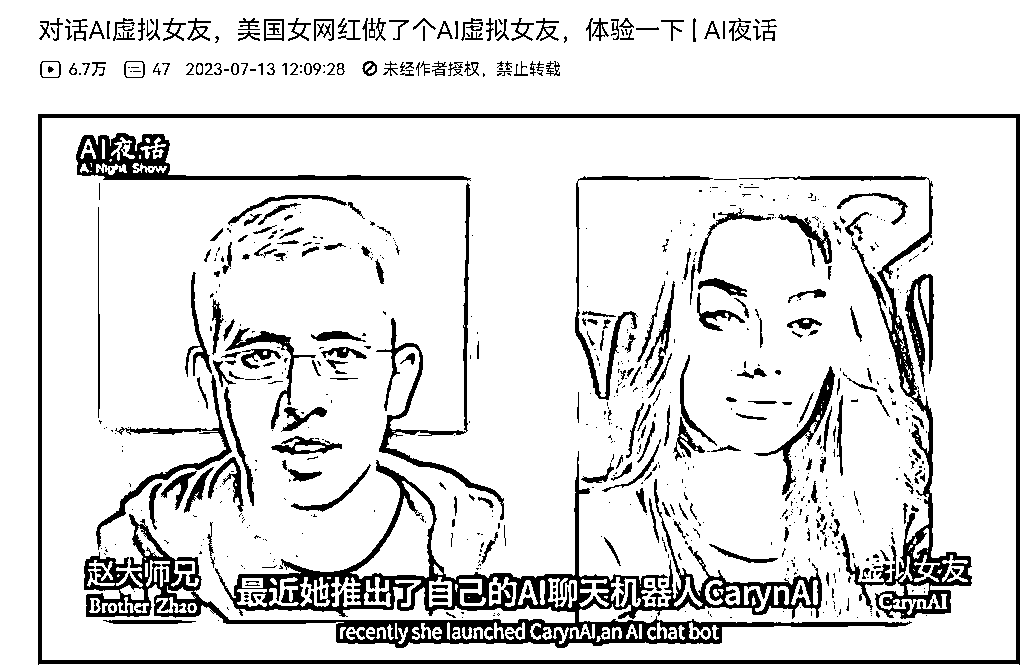 对话AI虚拟女友，美国女网红做了个AI虚拟女友，体验一下 | AI夜话
6.7万 47 2023-07-13 12:09:28 未经作者授权，禁止转载
AI夜话
A. Night Show
赵大师兄
Brother Zhao
虚拟女友
CarynAI
最近她推出了自己的AI聊天机器人CarynAI
recently she launched CarynAI,an AI chat bot